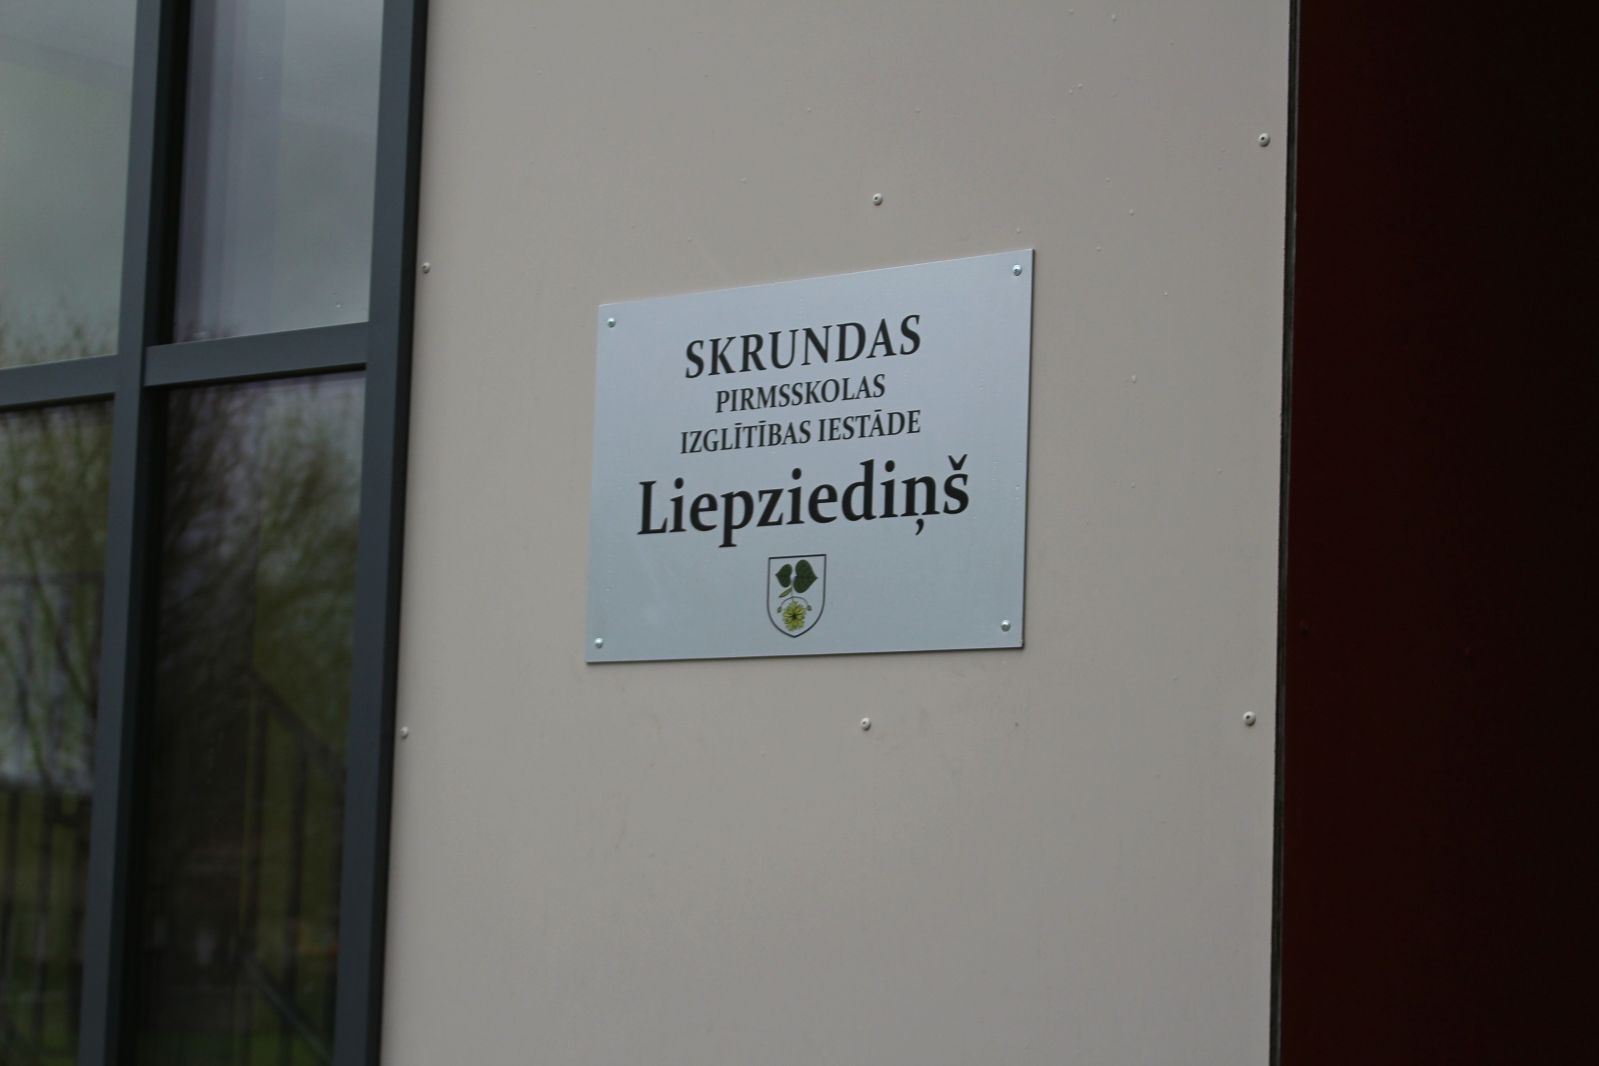 SKRUNDAS
PIRMSSKOLAS
IZGLĪTĪBAS IESTĀDE
Liepziediņš